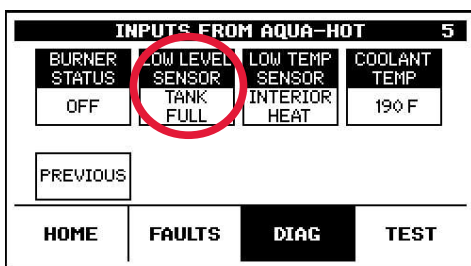 INPUTS FROM AQUA-HOT 5
BURNER STATUS
OFF
LOW LEVEL SENSOR
TANK FULL
LOW TEMP SENSOR
INTERIOR HEAT
COOLANT TEMP
190 F
PREVIOUS
HOME FAULTS DIAG TEST